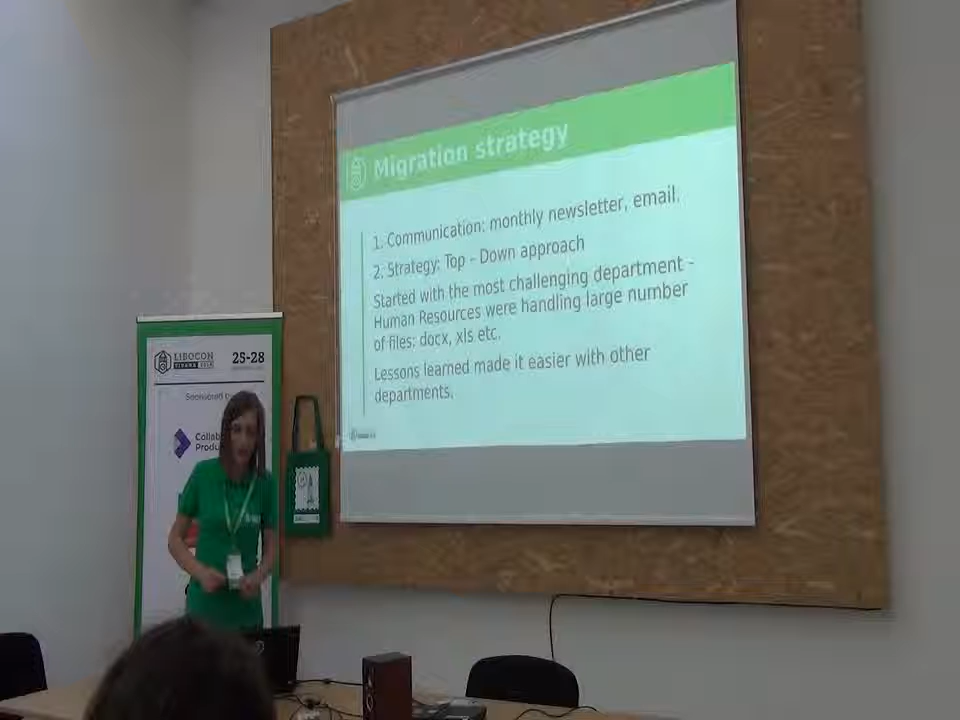 Migration strategy
1. Communication: monthly newsletter, email.
2. Strategy: Top - Down approach
Started with the most challenging department -
Human Resources were handling large number
of files: docx, xls etc.
Lessons learned made it easier with other
departments.
LIBOCON
25-28
Sponsored